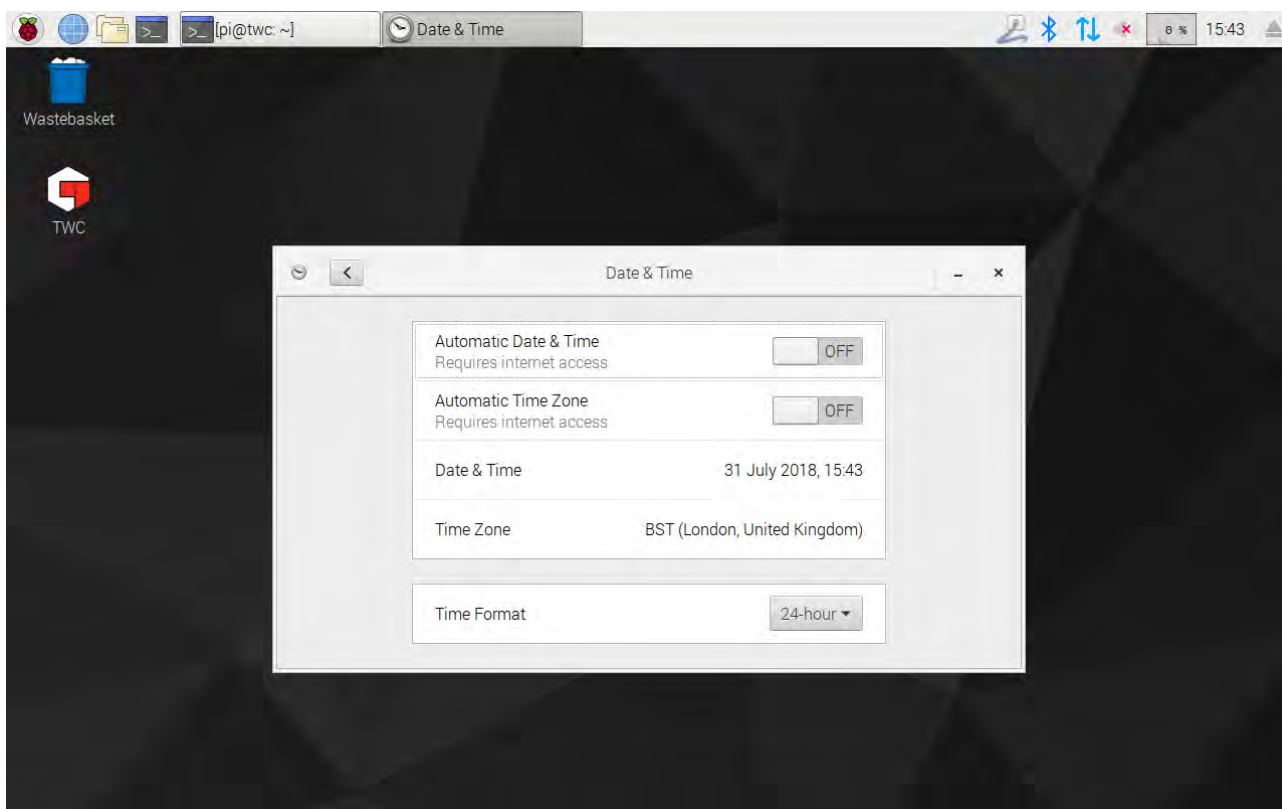 [pi@twc: ~] Date & Time 0 % 15:43
Wastebasket
TWC
Date & Time
Automatic Date & Time
Requires internet access
OFF
Automatic Time Zone
Requires internet access
OFF
Date & Time 31 July 2018, 15:43
Time Zone BST (London, United Kingdom)
Time Format 24-hour